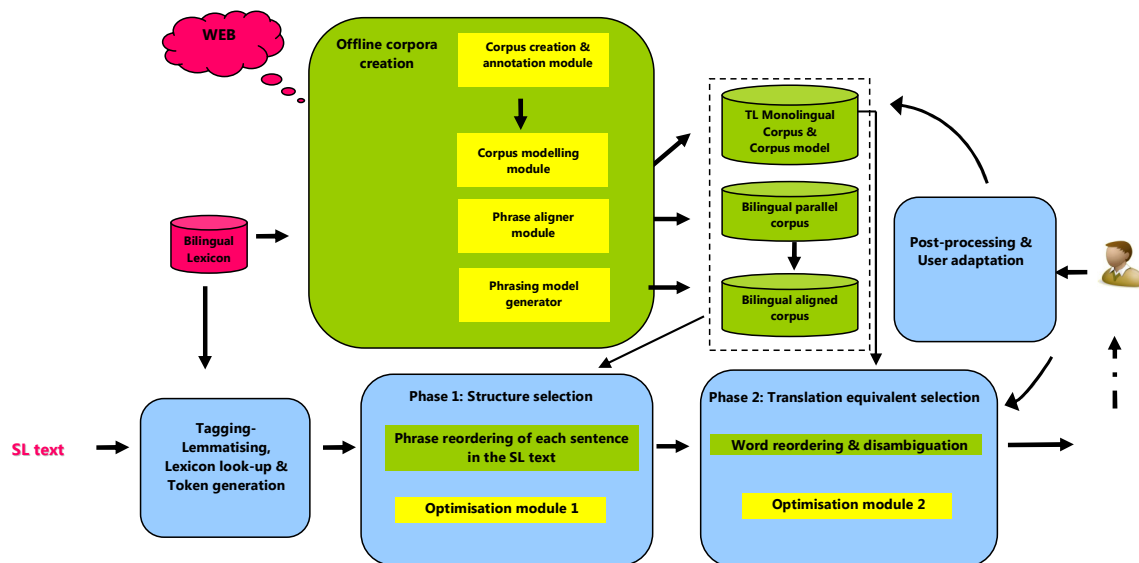 WEB
Offline corpora
creation
Corpus creation &
annotation module
Corpus modelling
module
Phrase aligner
module
Phrasing model
generator
Bilingual
Lexicon
TL Monolingual
Corpus &
Corpus model
Bilingual parallel
corpus
Bilingual aligned
corpus
Post-processing &
User adaptation
SL text
Tagging-
Lemmatising,
Lexicon look-up &
Token generation
Phase 1: Structure selection
Phrase reordering of each sentence
in the SL text
Optimisation module 1
Phase 2: Translation equivalent selection
Word reordering & disambiguation
Optimisation module 2